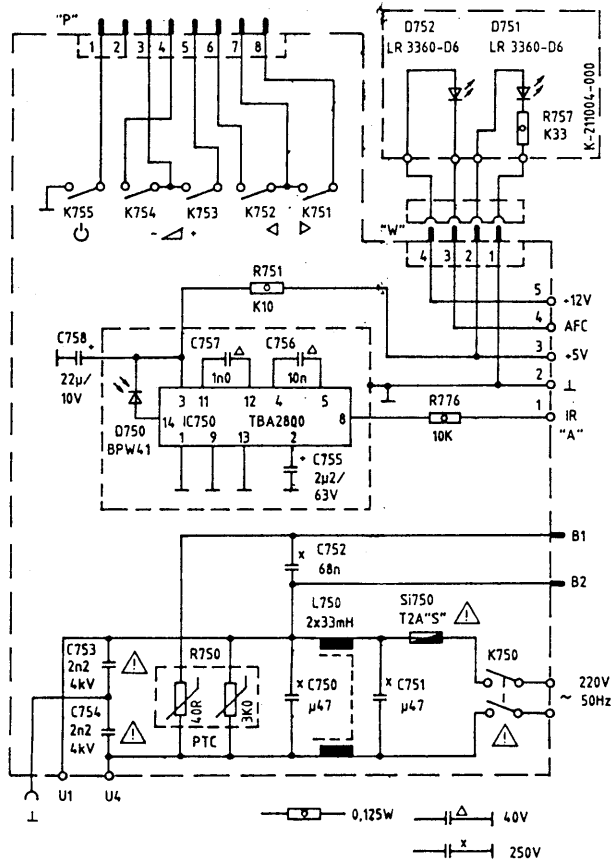 "P"
1 2 3 4 5 6 7 8
D752
LR 3360-D6
D751
LR 3360-D6
R757
K33
K-211004-000
K755
K754
K753
K752
K751
- +
"W"
4 3 2 1
R751
K10
5
+12V
4
AFC
3
+5V
2
⊥
1
IR
"A"
C758
+
22µ/
10V
C757
1n0
C756
10n
3
11
12
4
5
14
IC750
TBA2800
8
1
9
13
2
D750
BPW41
+
C755
2µ2/
63V
R776
10K
B1
x
C752
68n
B2
L750
2x33mH
Si750
T2A"S"
C753
2n2
4kV
R750
40R
3K0
PTC
x
C750
µ47
x
C751
µ47
K750
220V
~
50Hz
C754
2n2
4kV
⊥
U1
U4
0,125W
40V
x
250V